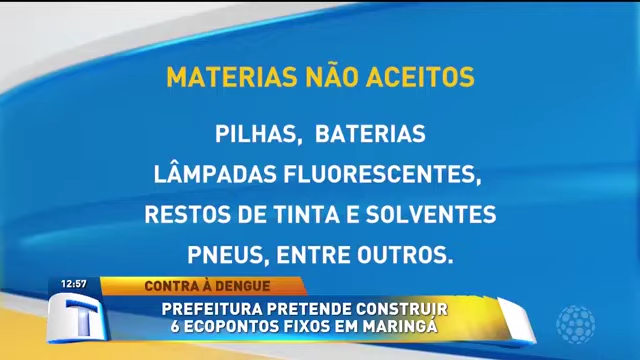 MATERIAS NÃO ACEITOS
PILHAS, BATERIAS
LÂMPADAS FLUORESCENTES,
RESTOS DE TINTA E SOLVENTES
PNEUS, ENTRE OUTROS.
12:57
CONTRA À DENGUE
T
PREFEITURA PRETENDE CONSTRUIR
6 ECOPONTOS FIXOS EM MARINGÁ